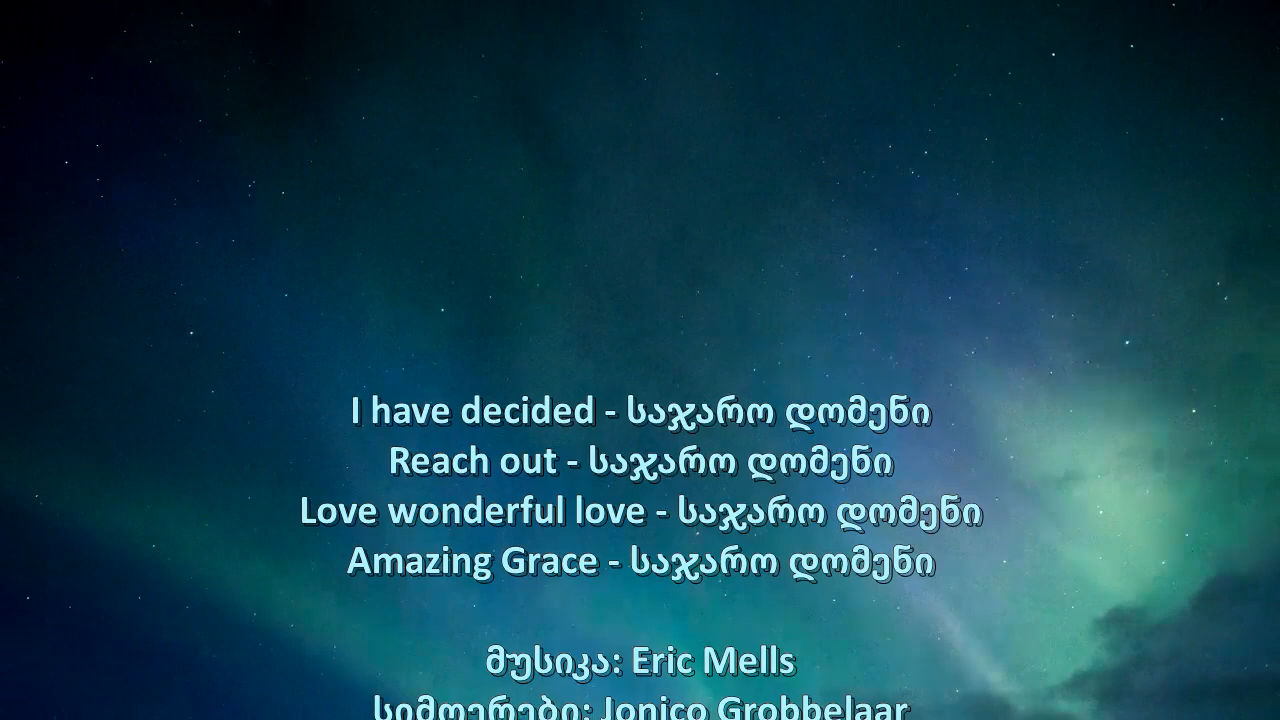 I have decided - საჯარო დომენი
Reach out - საჯარო დომენი
Love wonderful love - საჯარო დომენი
Amazing Grace - საჯარო დომენი
მუსიკა: Eric Mells
სიმღერები: Jonico Grobbelaar